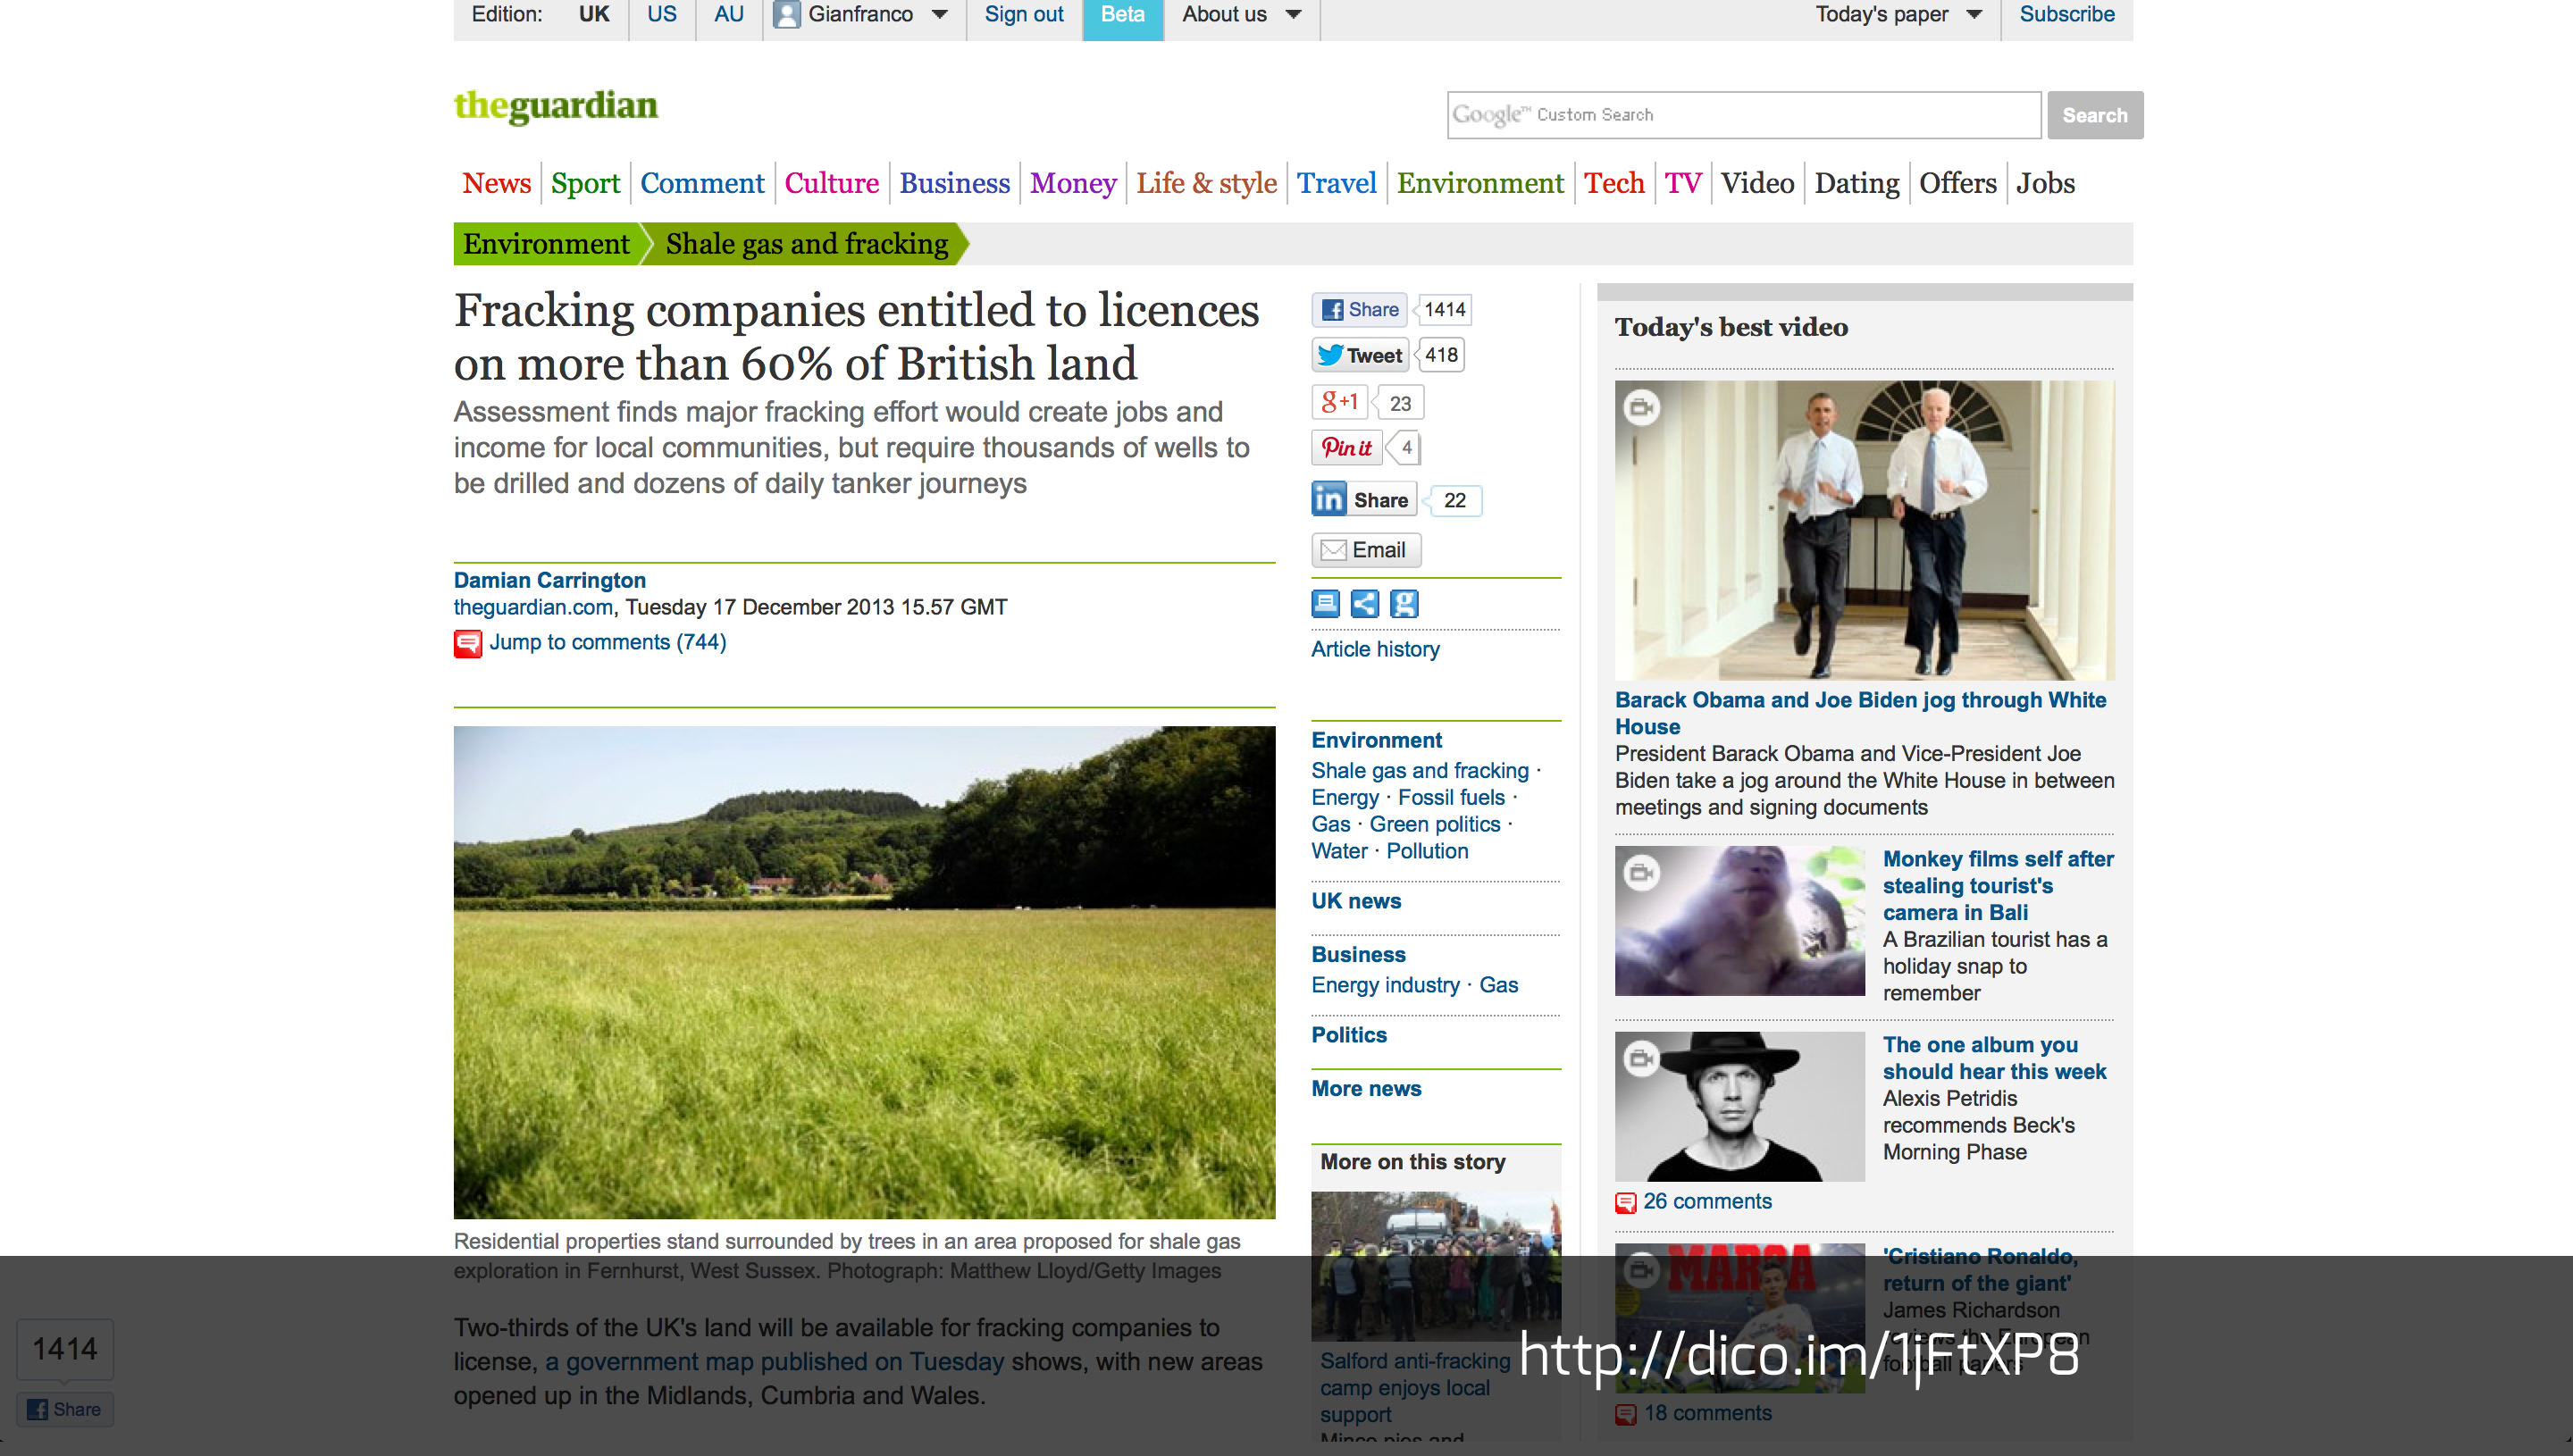 Edition: UK US AU Gianfranco Sign out Beta About us Today's paper Subscribe
theguardian
Google™ Custom Search Search
News Sport Comment Culture Business Money Life & style Travel Environment Tech TV Video Dating Offers Jobs
Environment Shale gas and fracking
Fracking companies entitled to licences
on more than 60% of British land
Assessment finds major fracking effort would create jobs and
income for local communities, but require thousands of wells to
be drilled and dozens of daily tanker journeys
Damian Carrington
theguardian.com, Tuesday 17 December 2013 15.57 GMT
Jump to comments (744)
Residential properties stand surrounded by trees in an area proposed for shale gas
exploration in Fernhurst, West Sussex. Photograph: Matthew Lloyd/Getty Images
Two-thirds of the UK's land will be available for fracking companies to
license, a government map published on Tuesday shows, with new areas
opened up in the Midlands, Cumbria and Wales.
1414
Share
Share 1414
Tweet 418
g+1 23
Pin it 4
in Share 22
Email
g
Article history
Environment
Shale gas and fracking ·
Energy · Fossil fuels ·
Gas · Green politics ·
Water · Pollution
UK news
Business
Energy industry · Gas
Politics
More news
More on this story
Salford anti-fracking
camp enjoys local
support
Mince pies and
Today's best video
Barack Obama and Joe Biden jog through White
House
President Barack Obama and Vice-President Joe
Biden take a jog around the White House in between
meetings and signing documents
Monkey films self after
stealing tourist's
camera in Bali
A Brazilian tourist has a
holiday snap to
remember
The one album you
should hear this week
Alexis Petridis
recommends Beck's
Morning Phase
26 comments
MARCA
'Cristiano Ronaldo,
return of the giant'
James Richardson
reviews the European
football papers
18 comments
http://dico.im/1jFtXP8